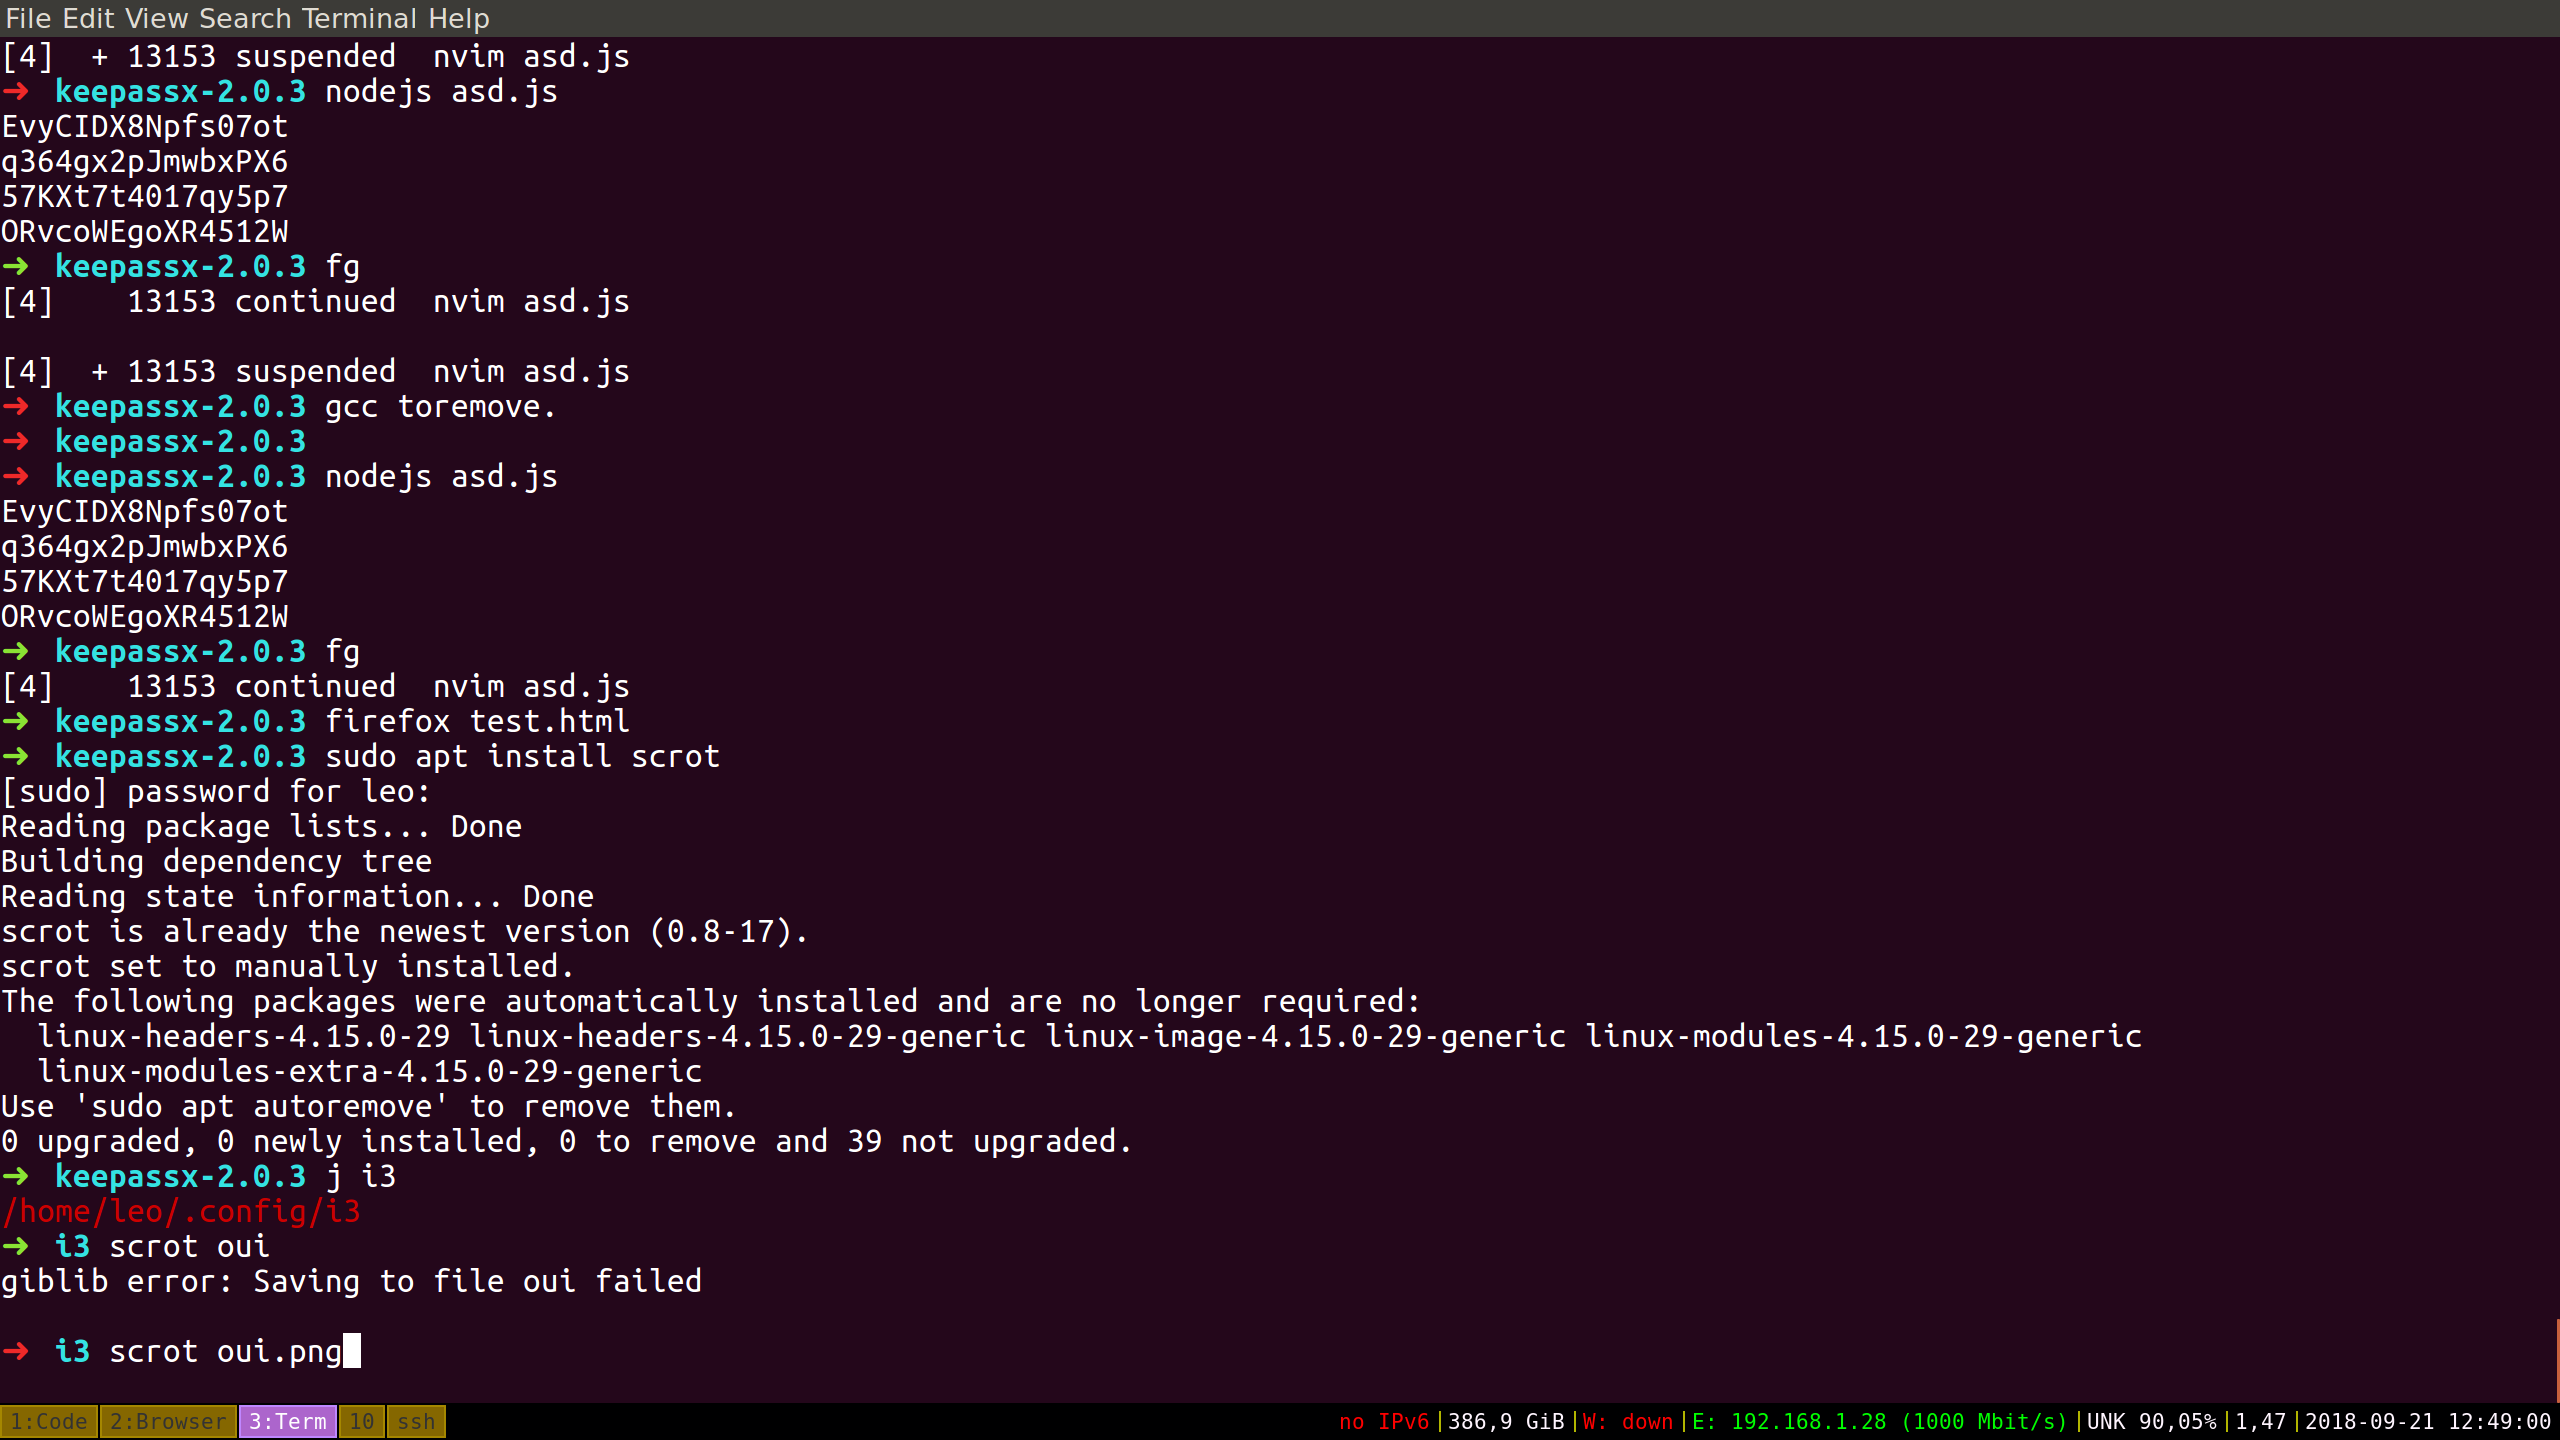 File Edit View Search Terminal Help
[4]  + 13153 suspended  nvim asd.js
➜  keepassx-2.0.3 nodejs asd.js
EvyCIDX8Npfs07ot
q364gx2pJmwbxPX6
57KXt7t4017qy5p7
ORvcoWEgoXR4512W
➜  keepassx-2.0.3 fg
[4]    13153 continued  nvim asd.js
[4]  + 13153 suspended  nvim asd.js
➜  keepassx-2.0.3 gcc toremove.
➜  keepassx-2.0.3
➜  keepassx-2.0.3 nodejs asd.js
EvyCIDX8Npfs07ot
q364gx2pJmwbxPX6
57KXt7t4017qy5p7
ORvcoWEgoXR4512W
➜  keepassx-2.0.3 fg
[4]    13153 continued  nvim asd.js
➜  keepassx-2.0.3 firefox test.html
➜  keepassx-2.0.3 sudo apt install scrot
[sudo] password for leo:
Reading package lists... Done
Building dependency tree
Reading state information... Done
scrot is already the newest version (0.8-17).
scrot set to manually installed.
The following packages were automatically installed and are no longer required:
  linux-headers-4.15.0-29 linux-headers-4.15.0-29-generic linux-image-4.15.0-29-generic linux-modules-4.15.0-29-generic
  linux-modules-extra-4.15.0-29-generic
Use 'sudo apt autoremove' to remove them.
0 upgraded, 0 newly installed, 0 to remove and 39 not upgraded.
➜  keepassx-2.0.3 j i3
/home/leo/.config/i3
➜  i3 scrot oui
giblib error: Saving to file oui failed
➜  i3 scrot oui.png
1:Code 2:Browser 3:Term 10 ssh no IPv6|386,9 GiB|W: down|E: 192.168.1.28 (1000 Mbit/s)|UNK 90,05%|1,47|2018-09-21 12:49:00